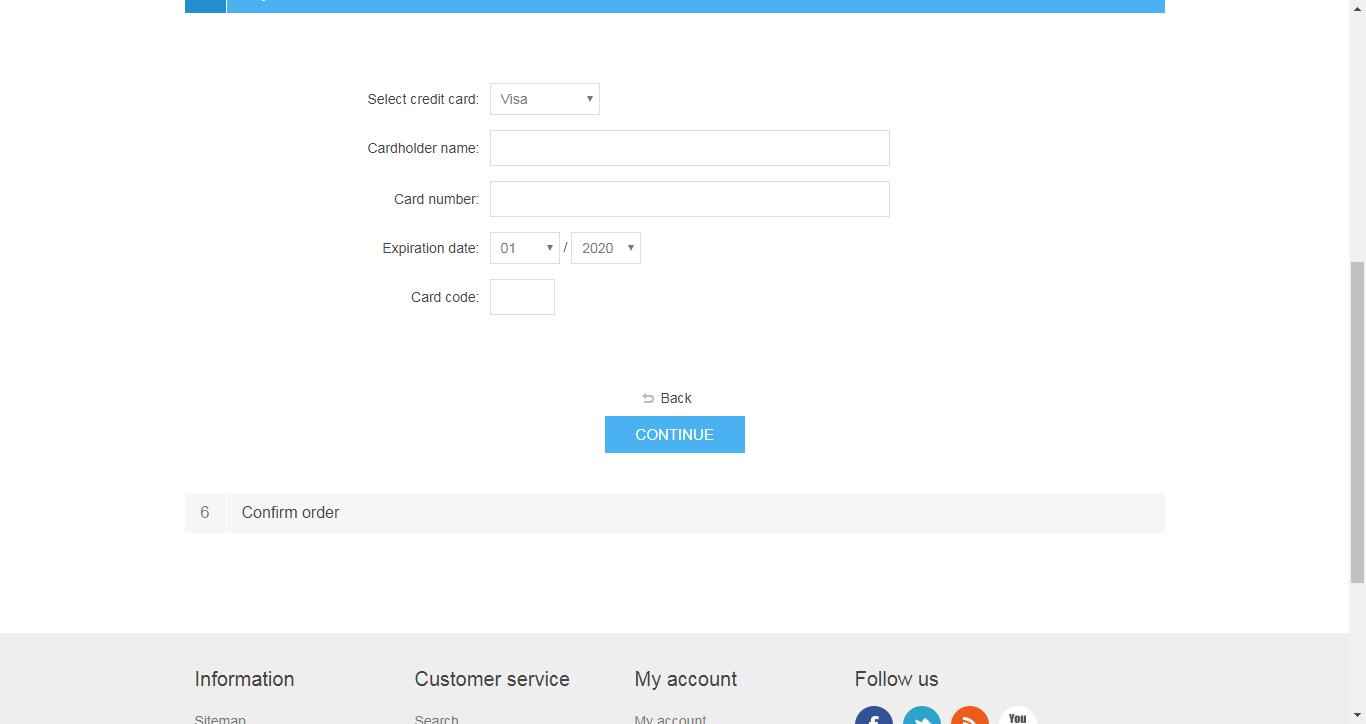 Select credit card: Visa
Cardholder name:
Card number:
Expiration date: 01 / 2020
Card code:
Back
CONTINUE
6 Confirm order
Information Customer service My account Follow us
Sitemap Search My account
You